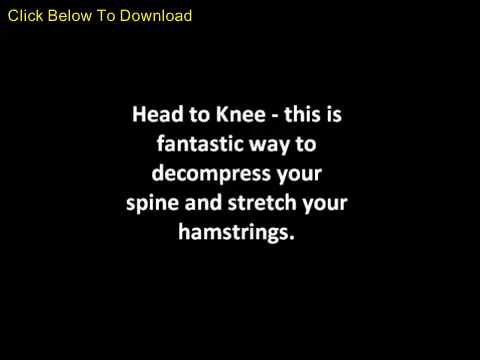 Click Below To Download
Head to Knee - this is
fantastic way to
decompress your
spine and stretch your
hamstrings.